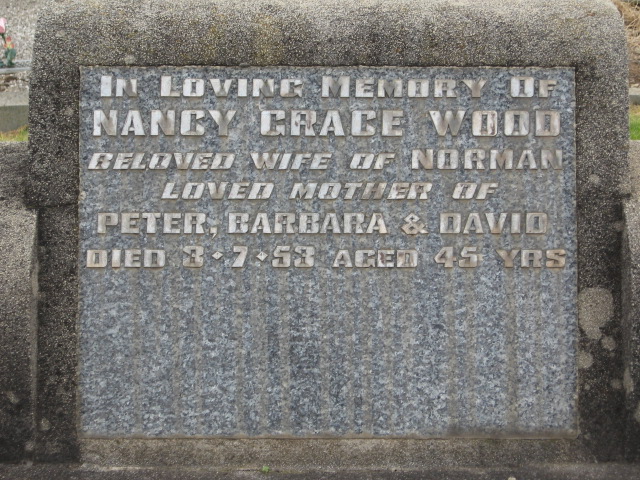 In Loving Memory Of
NANCY GRACE WOOD
BELOVED WIFE OF NORMAN
LOVED MOTHER OF
PETER, BARBARA & DAVID
DIED 3·7·53 AGED 45 YRS